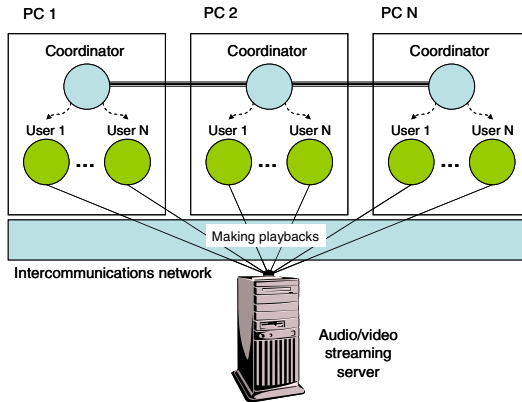 PC 1
PC 2
PC N
Coordinator
Coordinator
Coordinator
User 1
User N
User 1
User N
User 1
User N
...
...
...
Making playbacks
Intercommunications network
Audio/video
streaming
server